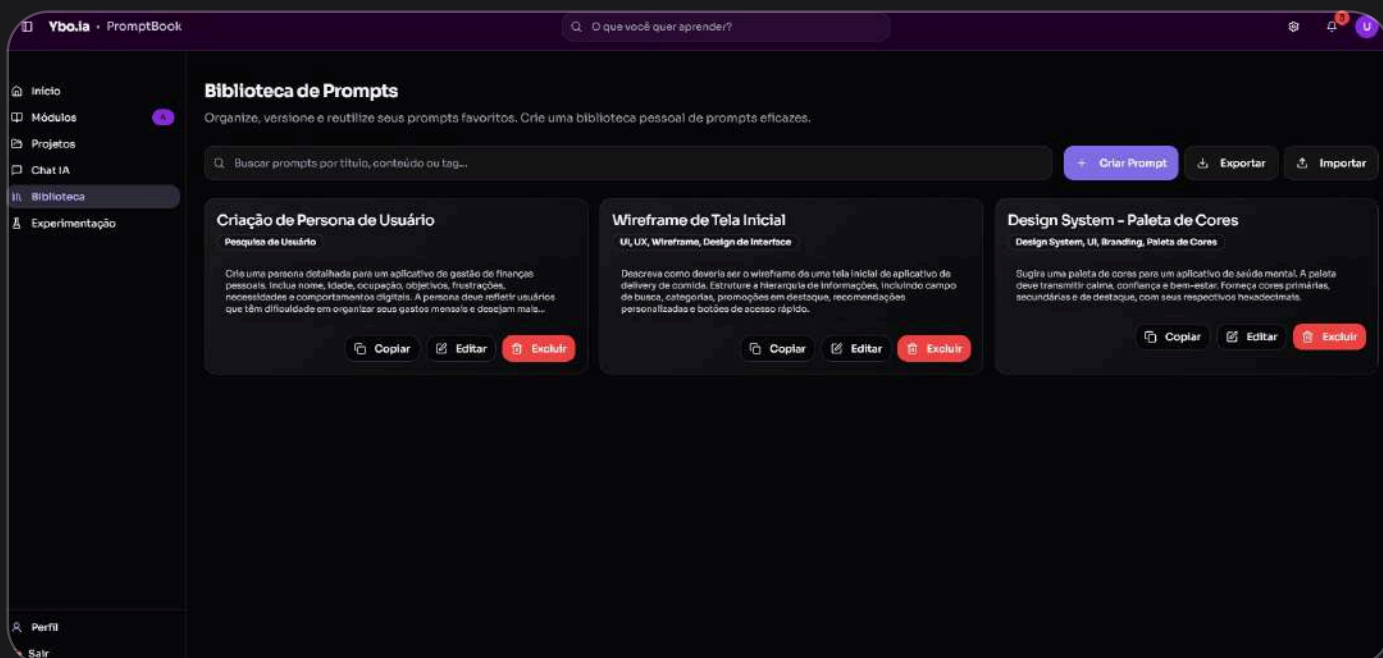 Ybo.ia · PromptBook
O que você quer aprender?
U
Início
Módulos
Projetos
Chat IA
Biblioteca
Experimentação
Perfil
Sair
Biblioteca de Prompts
Organize, versione e reutilize seus prompts favoritos. Crie uma biblioteca pessoal de prompts eficazes.
Buscar prompts por título, conteúdo ou tag...
+ Criar Prompt
Exportar
Importar
Criação de Persona de Usuário
Pesquisa de Usuário
Crie uma persona detalhada para um aplicativo de gestão de finanças
pessoais. Inclua nome, idade, ocupação, objetivos, frustrações,
necessidades e comportamentos digitais. A persona deve refletir usuários
que têm dificuldade em organizar seus gastos mensais e desejam mais...
Copiar
Editar
Excluir
Wireframe de Tela Inicial
UI, UX, Wireframe, Design de Interface
Descreva como deveria ser o wireframe de uma tela inicial de aplicativo de
delivery de comida. Estruture a hierarquia de informações, incluindo campo
de busca, categorias, promoções em destaque, recomendações
personalizadas e botões de acesso rápido.
Copiar
Editar
Excluir
Design System - Paleta de Cores
Design System, UI, Branding, Paleta de Cores
Sugira uma paleta de cores para um aplicativo de saúde mental. A paleta
deve transmitir calma, confiança e bem-estar. Forneça cores primárias,
secundárias e de destaque, com seus respectivos hexadecimais.
Copiar
Editar
Excluir